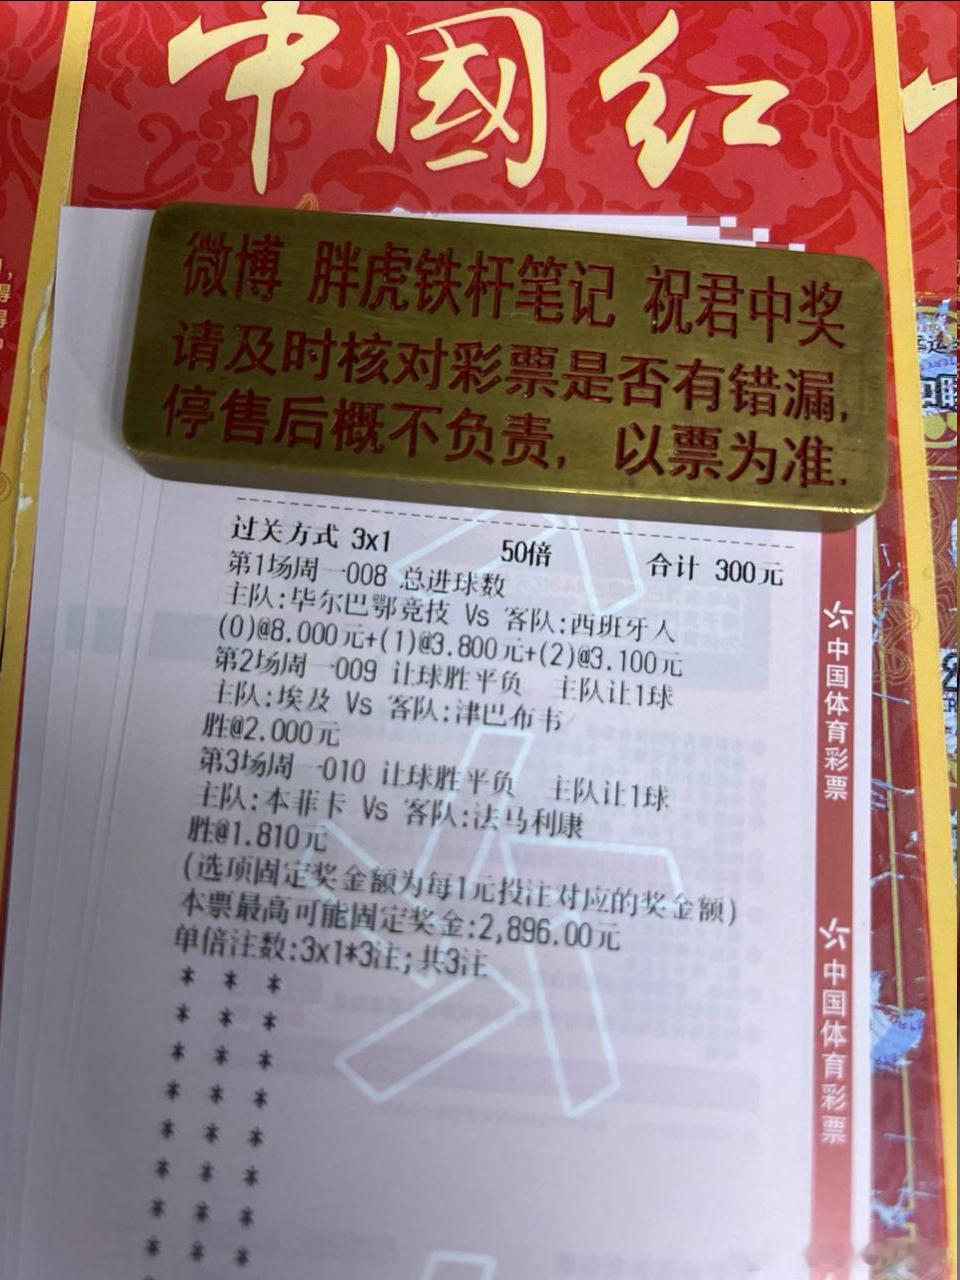 中國红
微博 胖虎铁杆笔记 祝君中奖
请及时核对彩票是否有错漏,
停售后概不负责, 以票为准.
过关方式 3x1 50倍 合计 300元
第1场周一008 总进球数
主队:毕尔巴鄂竞技 Vs 客队:西班牙人
(0)@8.000元+(1)@3.800元+(2)@3.100元
第2场周一009 让球胜平负 主队让1球
主队:埃及 Vs 客队:津巴布韦
胜@2.000元
第3场周一010 让球胜平负 主队让1球
主队:本菲卡 Vs 客队:法马利康
胜@1.810元
(选项固定奖金额为每1元投注对应的奖金额)
本票最高可能固定奖金:2,896.00元
单倍注数:3x1*3注;共3注
* * *
* * *
* * *
* * *
* * *
* * *
* * *
* * *
中国体育彩票
中国体育彩票